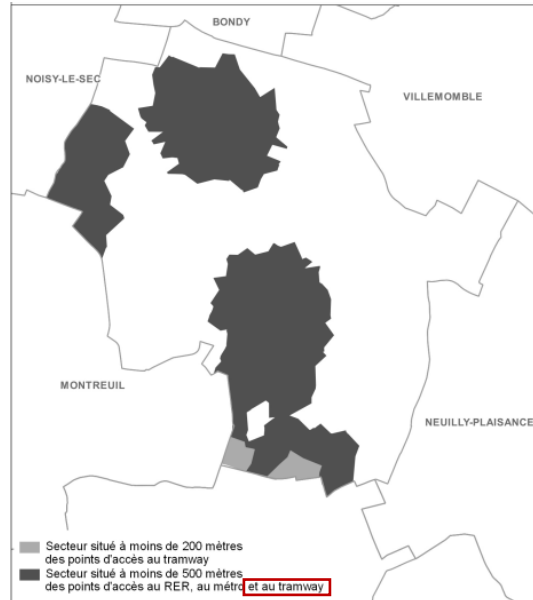 BONDY
NOISY-LE-SEC
VILLEMOMBLE
MONTREUIL
NEUILLY-PLAISANCE
Secteur situé à moins de 200 mètres
des points d'accès au tramway
Secteur situé à moins de 500 mètres
des points d'accès au RER, au métro et au tramway